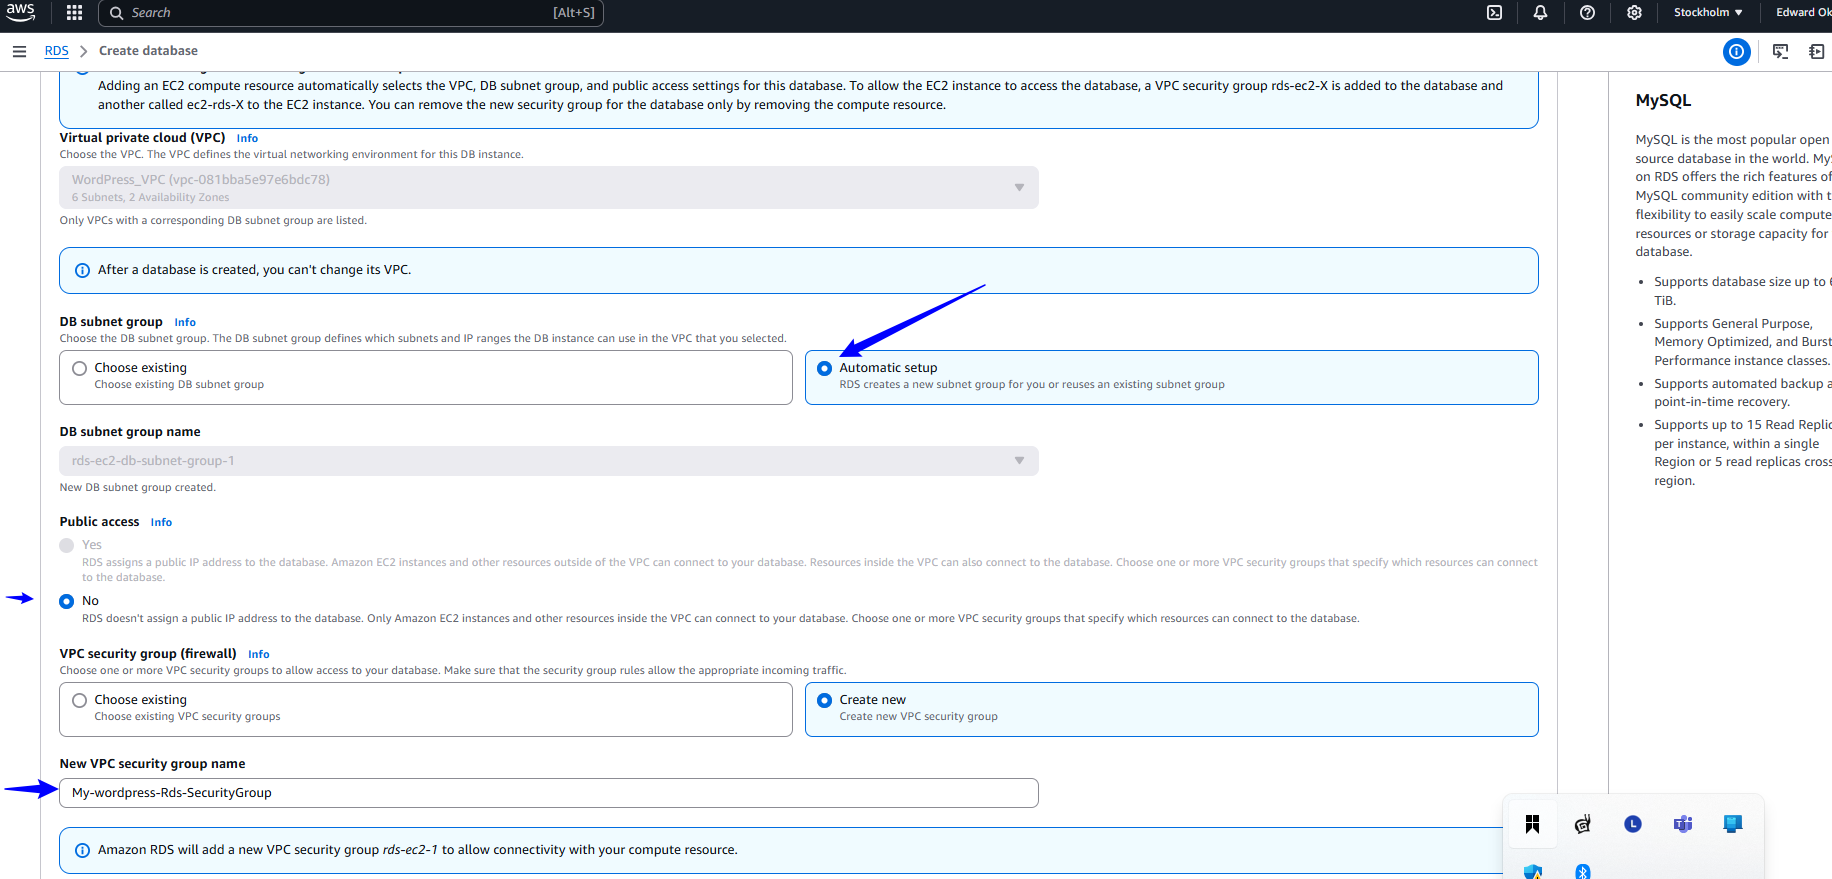 aws
Search
[Alt+S]
Stockholm ▼
Edward Ok
RDS > Create database
Adding an EC2 compute resource automatically selects the VPC, DB subnet group, and public access settings for this database. To allow the EC2 instance to access the database, a VPC security group rds-ec2-X is added to the database and
another called ec2-rds-X to the EC2 instance. You can remove the new security group for the database only by removing the compute resource.
Virtual private cloud (VPC) Info
Choose the VPC. The VPC defines the virtual networking environment for this DB instance.
WordPress_VPC (vpc-081bba5e97e6bdc78)
6 Subnets, 2 Availability Zones
Only VPCs with a corresponding DB subnet group are listed.
After a database is created, you can't change its VPC.
DB subnet group Info
Choose the DB subnet group. The DB subnet group defines which subnets and IP ranges the DB instance can use in the VPC that you selected.
Choose existing
Choose existing DB subnet group
Automatic setup
RDS creates a new subnet group for you or reuses an existing subnet group
DB subnet group name
rds-ec2-db-subnet-group-1
New DB subnet group created.
Public access Info
Yes
RDS assigns a public IP address to the database. Amazon EC2 instances and other resources outside of the VPC can connect to your database. Resources inside the VPC can also connect to the database. Choose one or more VPC security groups that specify which resources can connect
to the database.
No
RDS doesn't assign a public IP address to the database. Only Amazon EC2 instances and other resources inside the VPC can connect to your database. Choose one or more VPC security groups that specify which resources can connect to the database.
VPC security group (firewall) Info
Choose one or more VPC security groups to allow access to your database. Make sure that the security group rules allow the appropriate incoming traffic.
Choose existing
Choose existing VPC security groups
Create new
Create new VPC security group
New VPC security group name
My-wordpress-Rds-SecurityGroup
Amazon RDS will add a new VPC security group rds-ec2-1 to allow connectivity with your compute resource.
MySQL
MySQL is the most popular open
source database in the world. My
on RDS offers the rich features of
MySQL community edition with t
flexibility to easily scale compute
resources or storage capacity for
database.
• Supports database size up to
TiB.
• Supports General Purpose,
Memory Optimized, and Burst
Performance instance classes.
• Supports automated backup a
point-in-time recovery.
• Supports up to 15 Read Replic
per instance, within a single
Region or 5 read replicas cross
region.